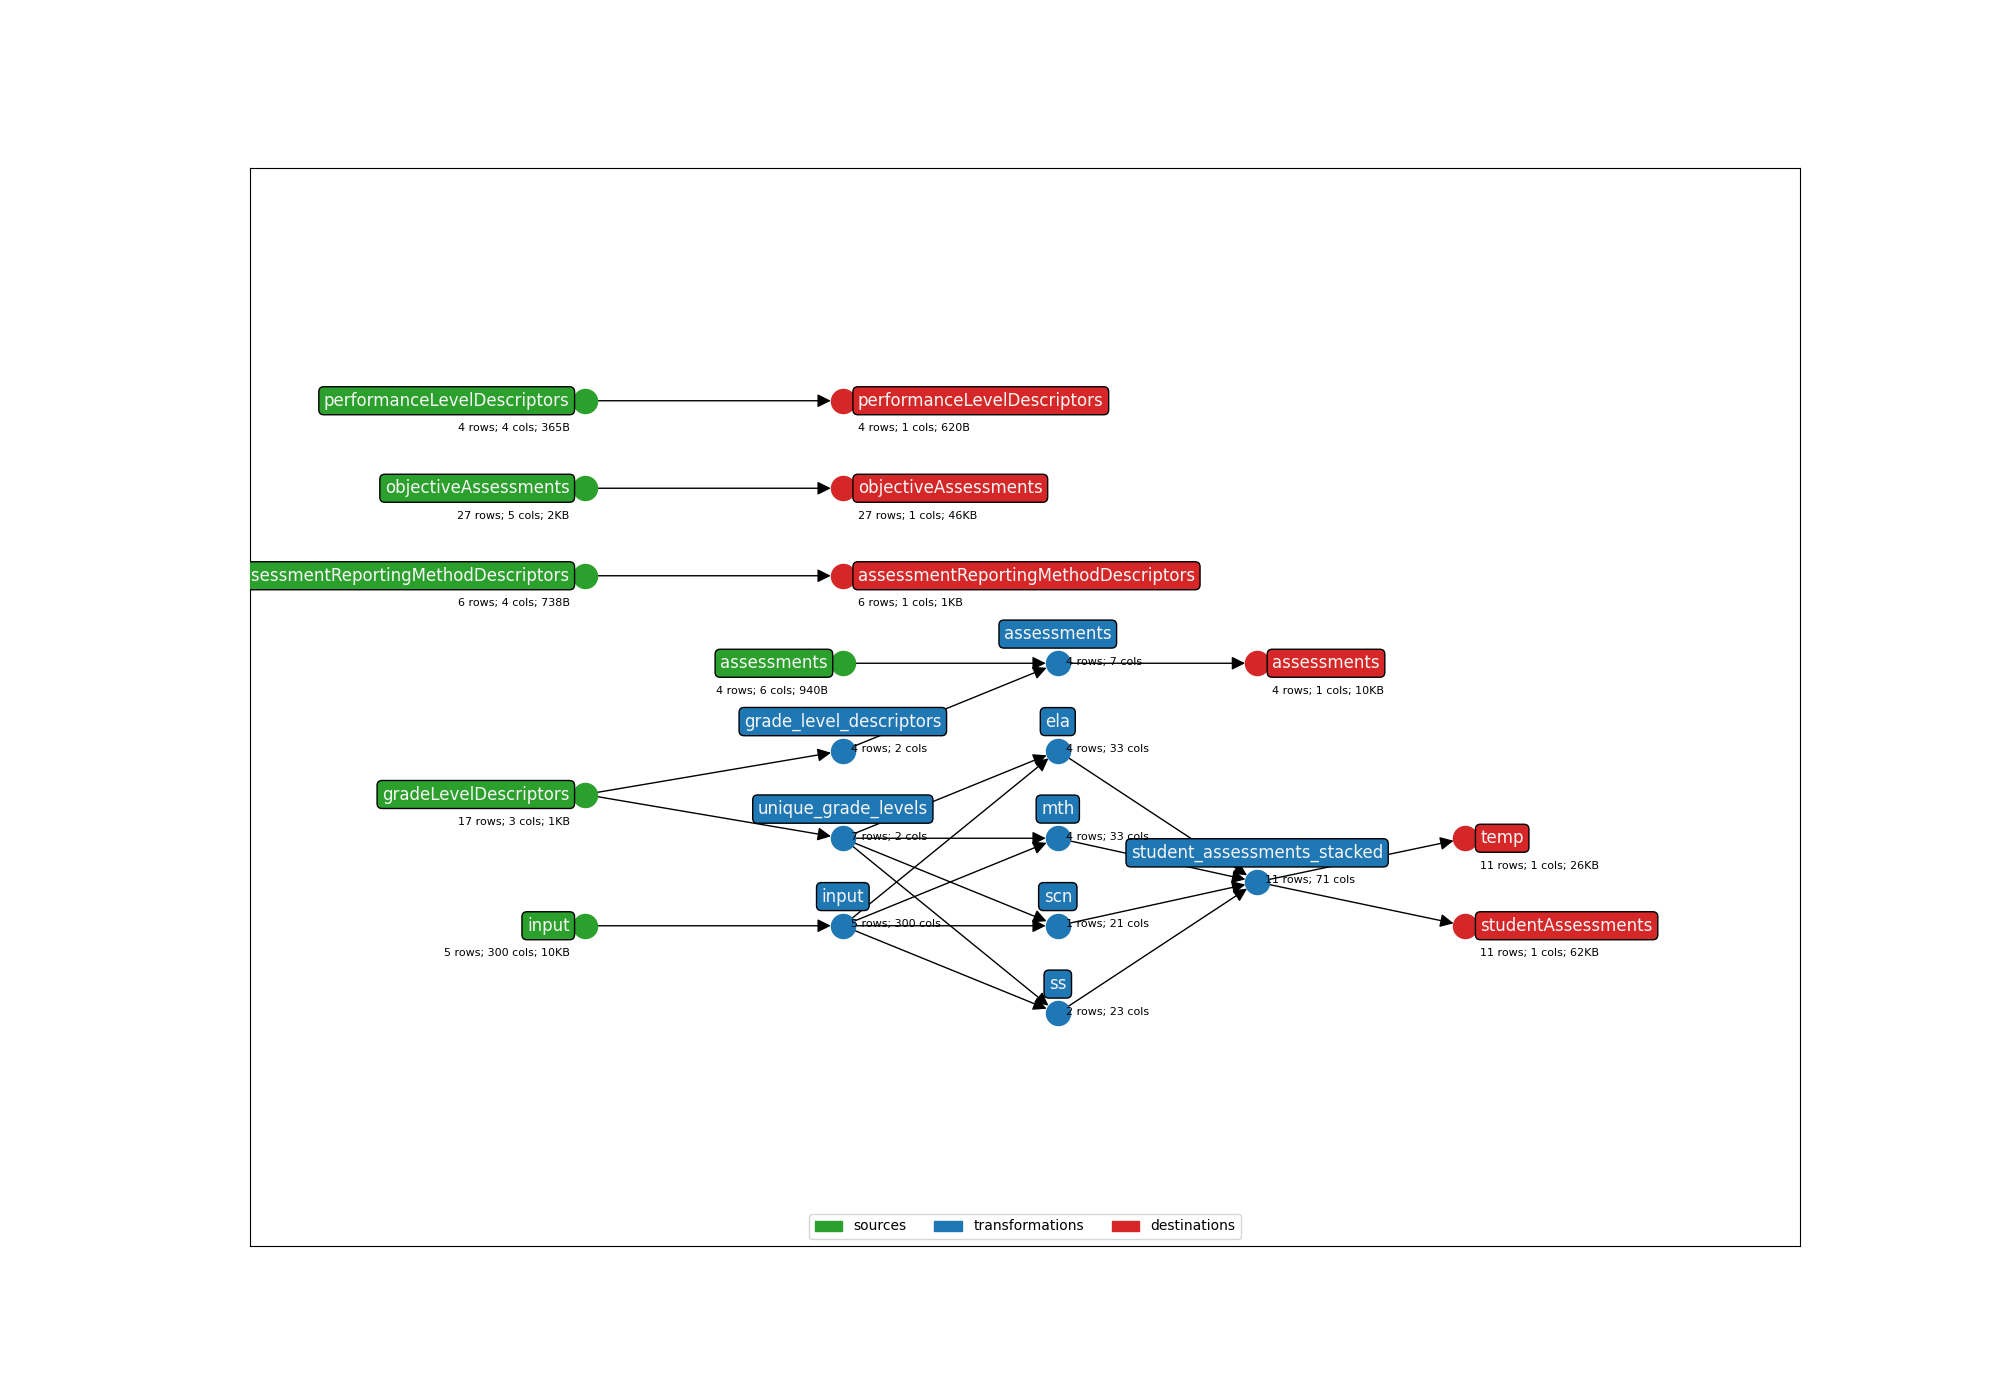 performanceLevelDescriptors
4 rows; 4 cols; 365B
performanceLevelDescriptors
4 rows; 1 cols; 620B
objectiveAssessments
27 rows; 5 cols; 2KB
objectiveAssessments
27 rows; 1 cols; 46KB
sessmentReportingMethodDescriptors
6 rows; 4 cols; 738B
assessmentReportingMethodDescriptors
6 rows; 1 cols; 1KB
assessments
4 rows; 6 cols; 940B
assessments
4 rows; 7 cols
assessments
4 rows; 1 cols; 10KB
grade_level_descriptors
4 rows; 2 cols
ela
4 rows; 33 cols
gradeLevelDescriptors
17 rows; 3 cols; 1KB
unique_grade_levels
7 rows; 2 cols
mth
4 rows; 33 cols
student_assessments_stacked
11 rows; 71 cols
temp
11 rows; 1 cols; 26KB
input
5 rows; 300 cols; 10KB
input
5 rows; 300 cols
scn
1 rows; 21 cols
studentAssessments
11 rows; 1 cols; 62KB
ss
2 rows; 23 cols
sources
transformations
destinations